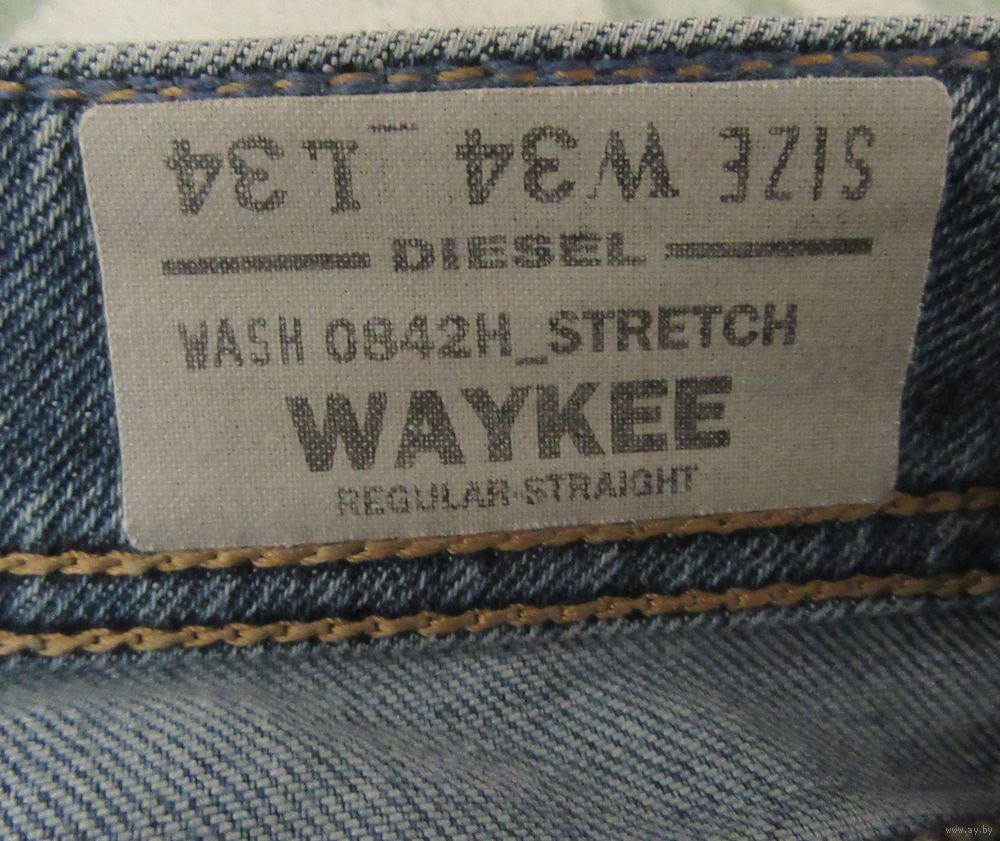 SIZE W34 L34
DIESEL
WASH 0842H_STRETCH
WAYKEE
REGULAR-STRAIGHT
www.ay.by